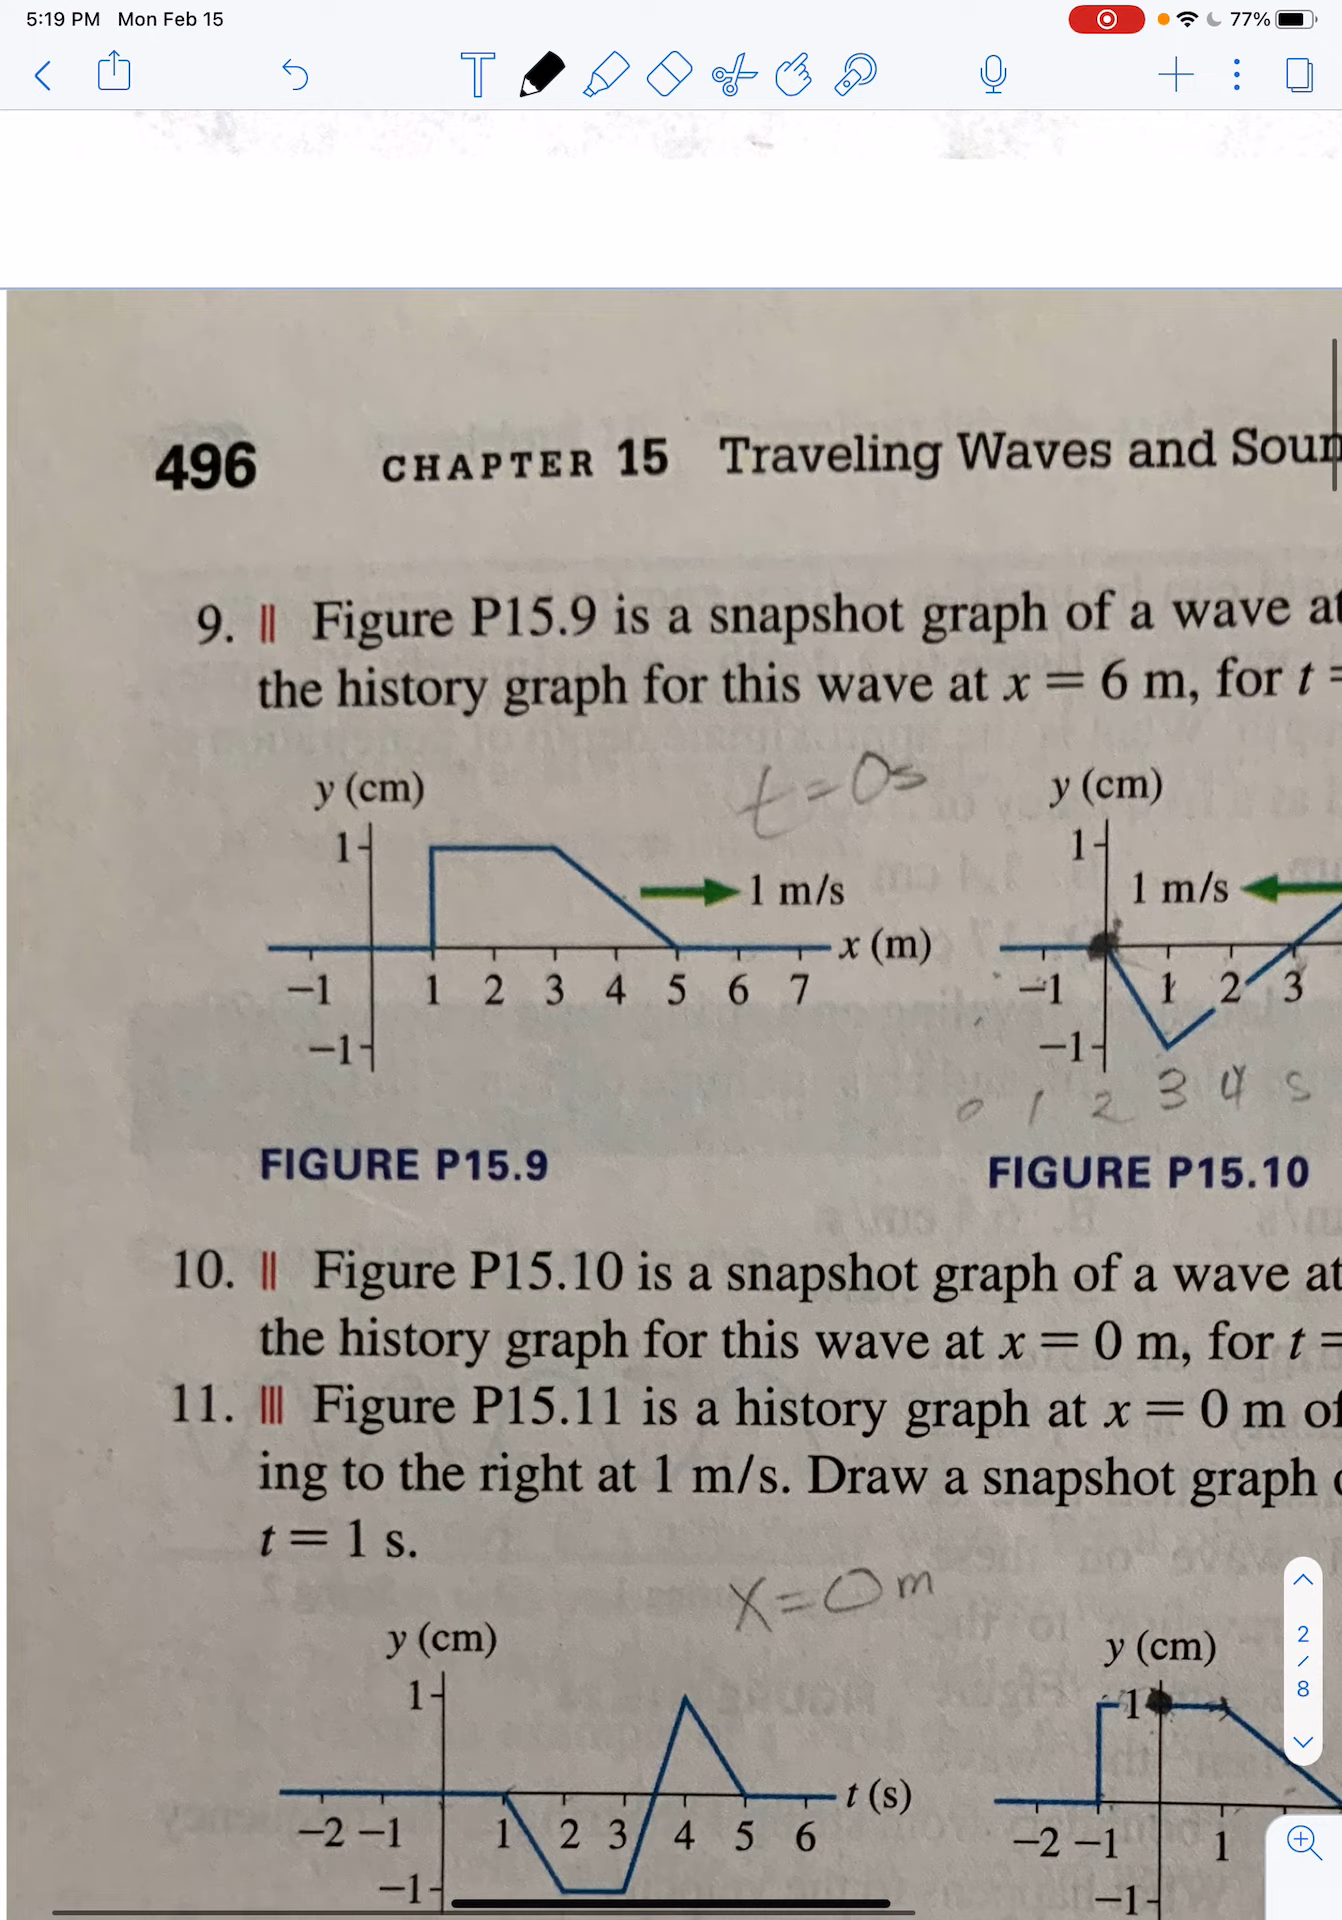 5:19 PM Mon Feb 15
77%
496 CHAPTER 15 Traveling Waves and Soun
9. || Figure P15.9 is a snapshot graph of a wave at
the history graph for this wave at x = 6 m, for t =
t=0s
y (cm)
1
1 m/s
x (m)
−1 1 2 3 4 5 6 7
−1
FIGURE P15.9
y (cm)
1
1 m/s
−1 1 2 3
−1
0 1 2 3 4 5
FIGURE P15.10
10. || Figure P15.10 is a snapshot graph of a wave at
the history graph for this wave at x = 0 m, for t =
11. ||| Figure P15.11 is a history graph at x = 0 m of
ing to the right at 1 m/s. Draw a snapshot graph
t = 1 s.
x=0m
y (cm)
1
t (s)
−2 −1 1 2 3 4 5 6
−1
y (cm)
1
−2 −1 1
−1
2
/
8